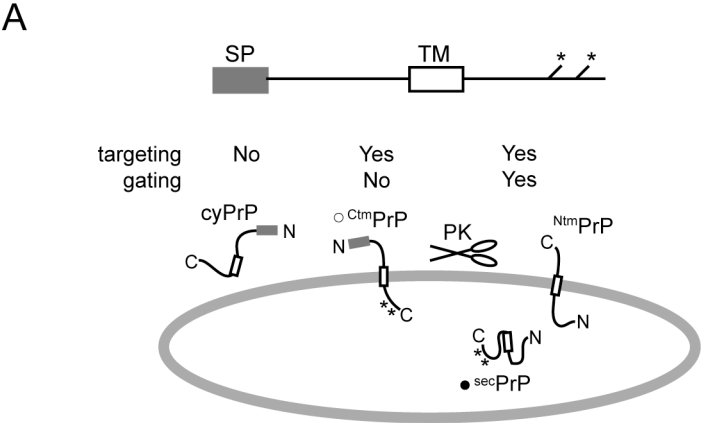 A
SP TM
* *
targeting No Yes Yes
gating No Yes
cyPrP CtmPrP PK NtmPrP
N N C
C
**C N
C N
* *
secPrP